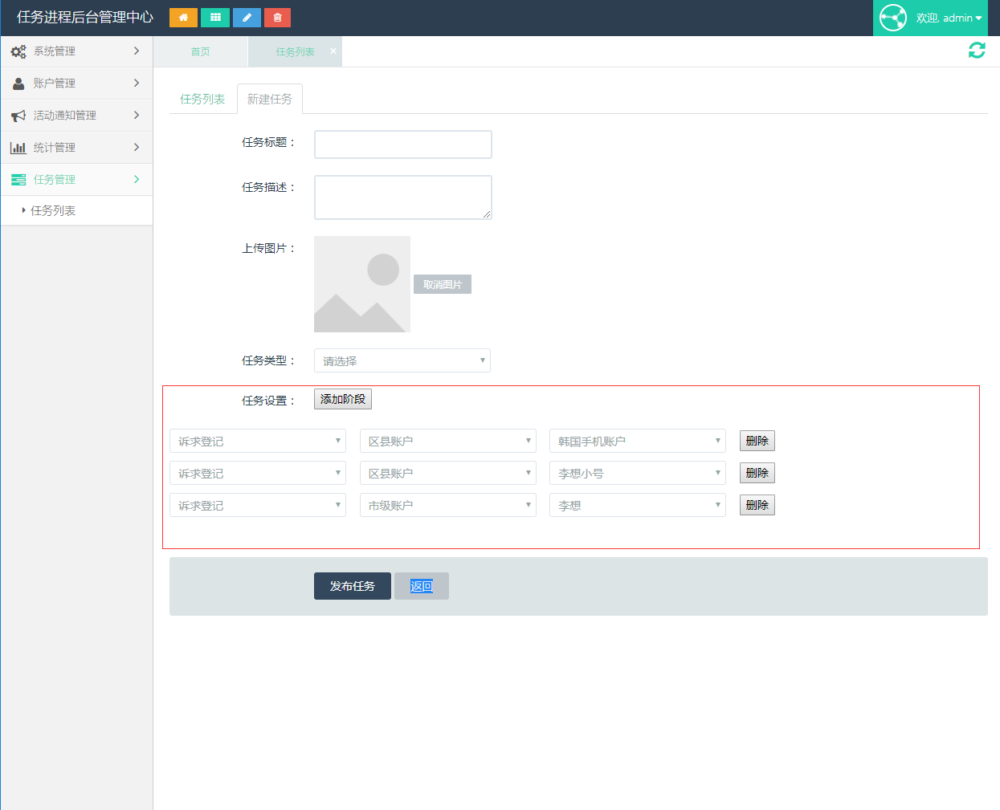 任务进程后台管理中心
欢迎, admin
系统管理
账户管理
活动通知管理
统计管理
任务管理
任务列表
首页
任务列表
任务列表
新建任务
任务标题：
任务描述：
上传图片：
取消图片
任务类型：
请选择
任务设置：
添加阶段
诉求登记 区县账户 韩国手机账户 删除
诉求登记 区县账户 李想小号 删除
诉求登记 市级账户 李想 删除
发布任务 返回